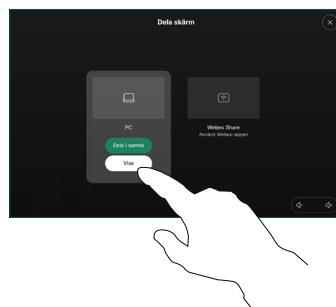 Dela skärm
PC
Dela i samtal
Visa
Webex Share
Använd Webex-appen